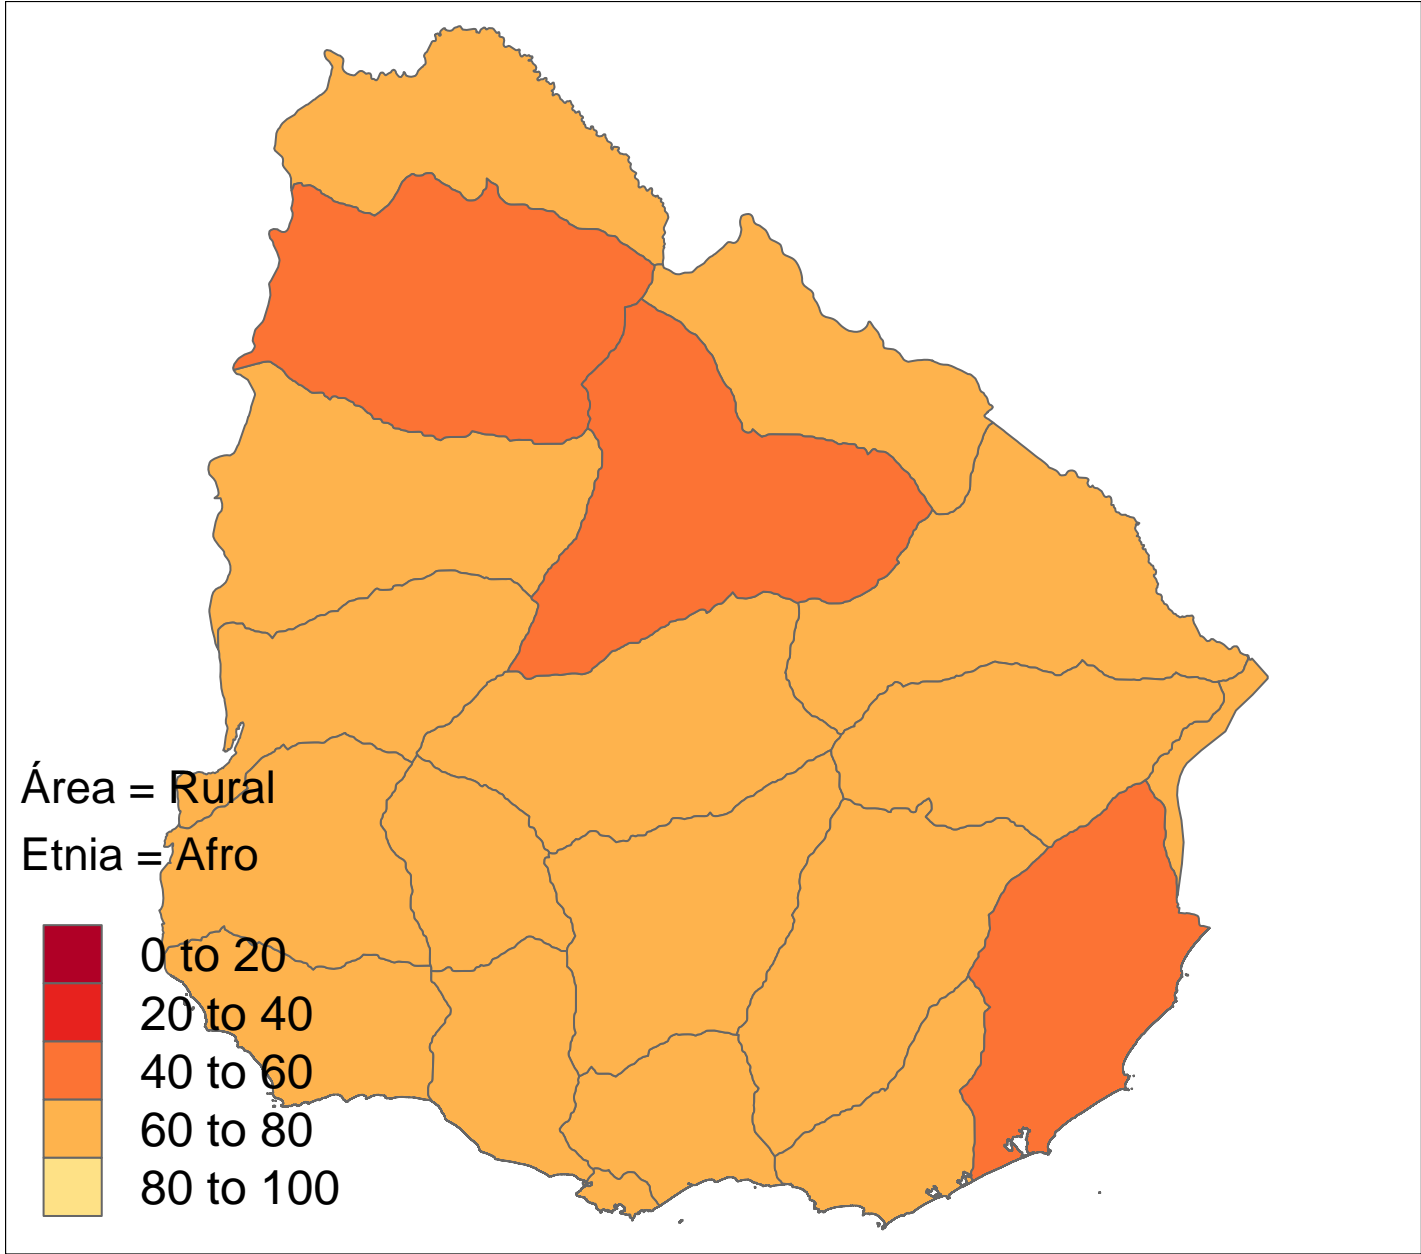 Área = Rural
Etnia = Afro
0 to 20
20 to 40
40 to 60
60 to 80
80 to 100